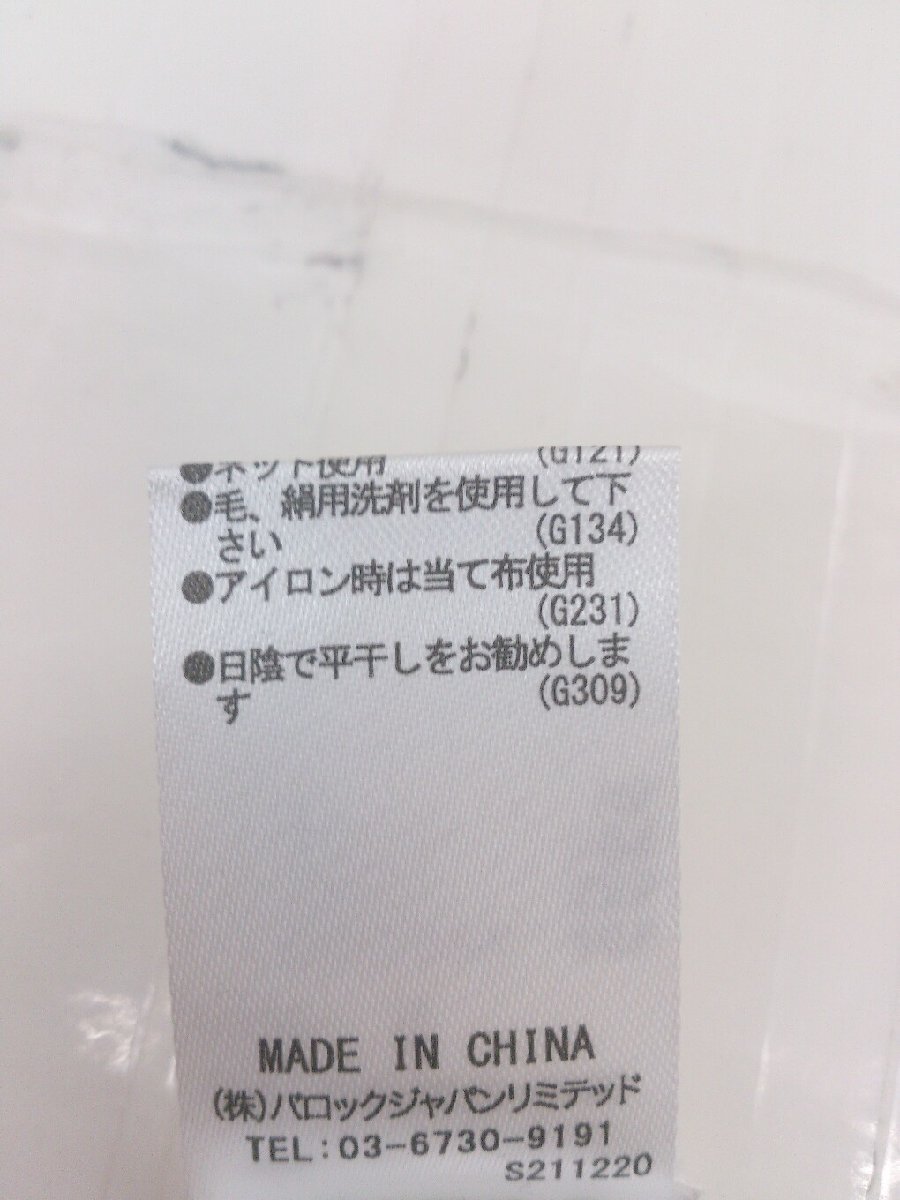 ●ネット使用 (G121)
●毛、絹用洗剤を使用して下
さい (G134)
●アイロン時は当て布使用
(G231)
●日陰で平干しをお勧めしま
す (G309)
MADE IN CHINA
(株)バロックジャパンリミテッド
TEL:03-6730-9191
S211220